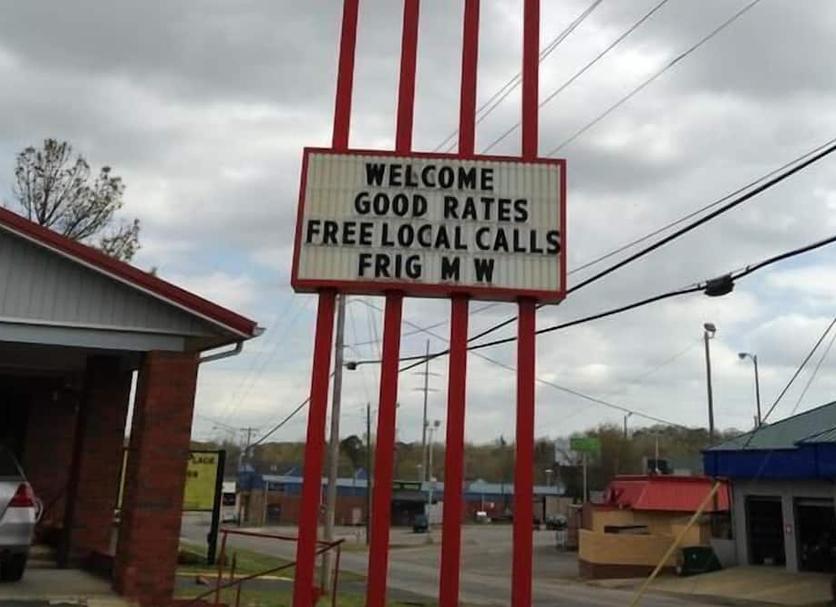 WELCOME
GOOD RATES
FREE LOCAL CALLS
FRIG M W